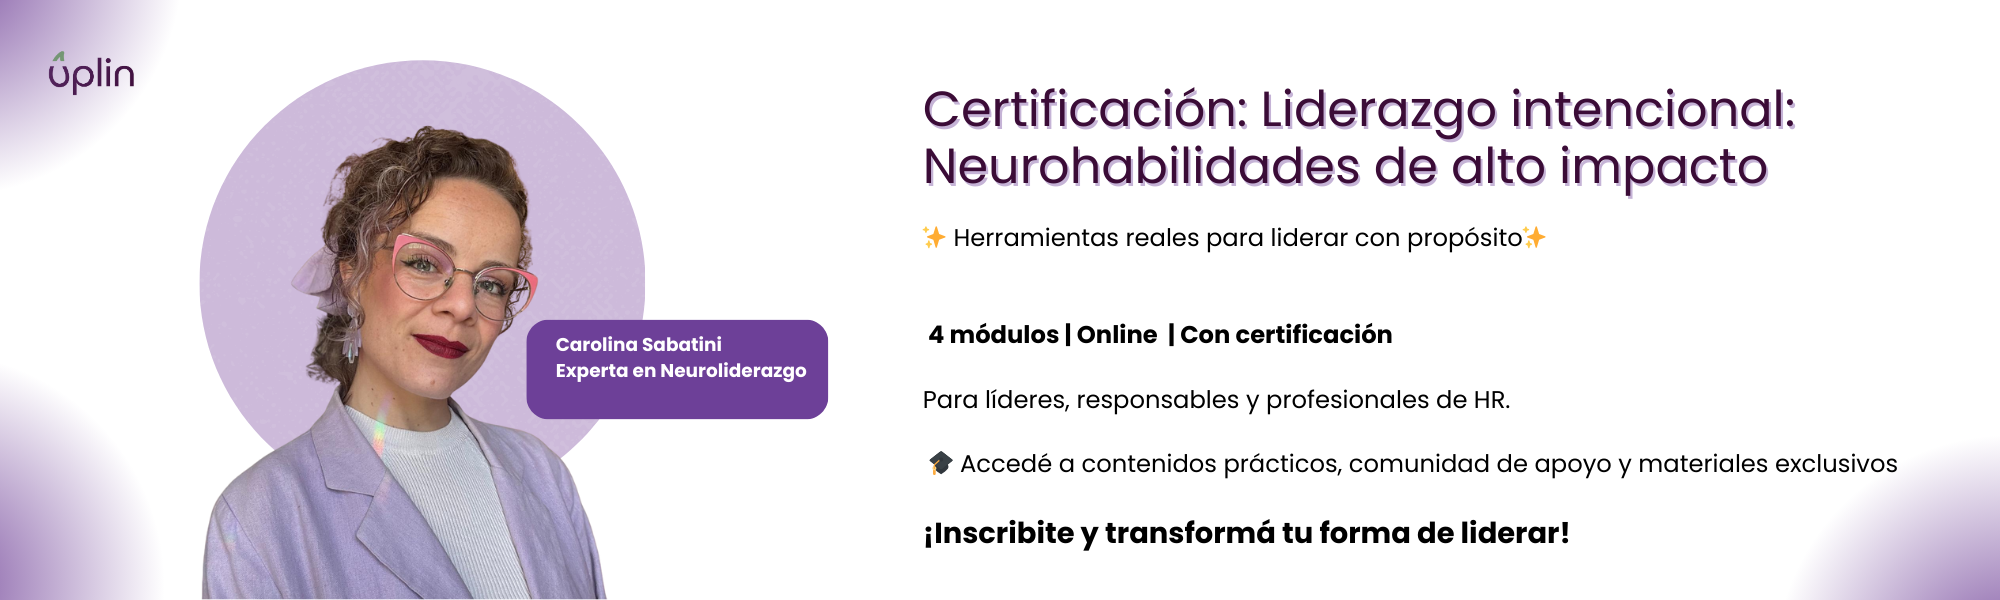 uplin
Certificación: Liderazgo intencional:
Neurohabilidades de alto impacto
✨ Herramientas reales para liderar con propósito✨
Carolina Sabatini
Experta en Neuroliderazgo
4 módulos | Online | Con certificación
Para líderes, responsables y profesionales de HR.
🎓 Accedé a contenidos prácticos, comunidad de apoyo y materiales exclusivos
¡Inscribite y transformá tu forma de liderar!